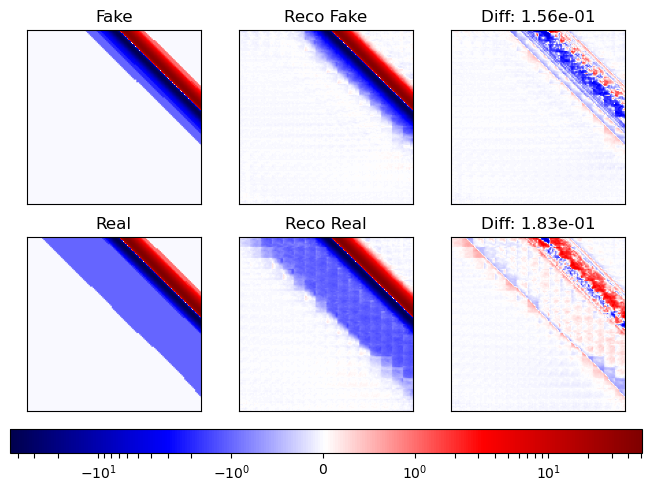 Fake Reco Fake Diff: 1.56e-01
Real Reco Real Diff: 1.83e-01
−10¹ −10⁰ 0 10⁰ 10¹